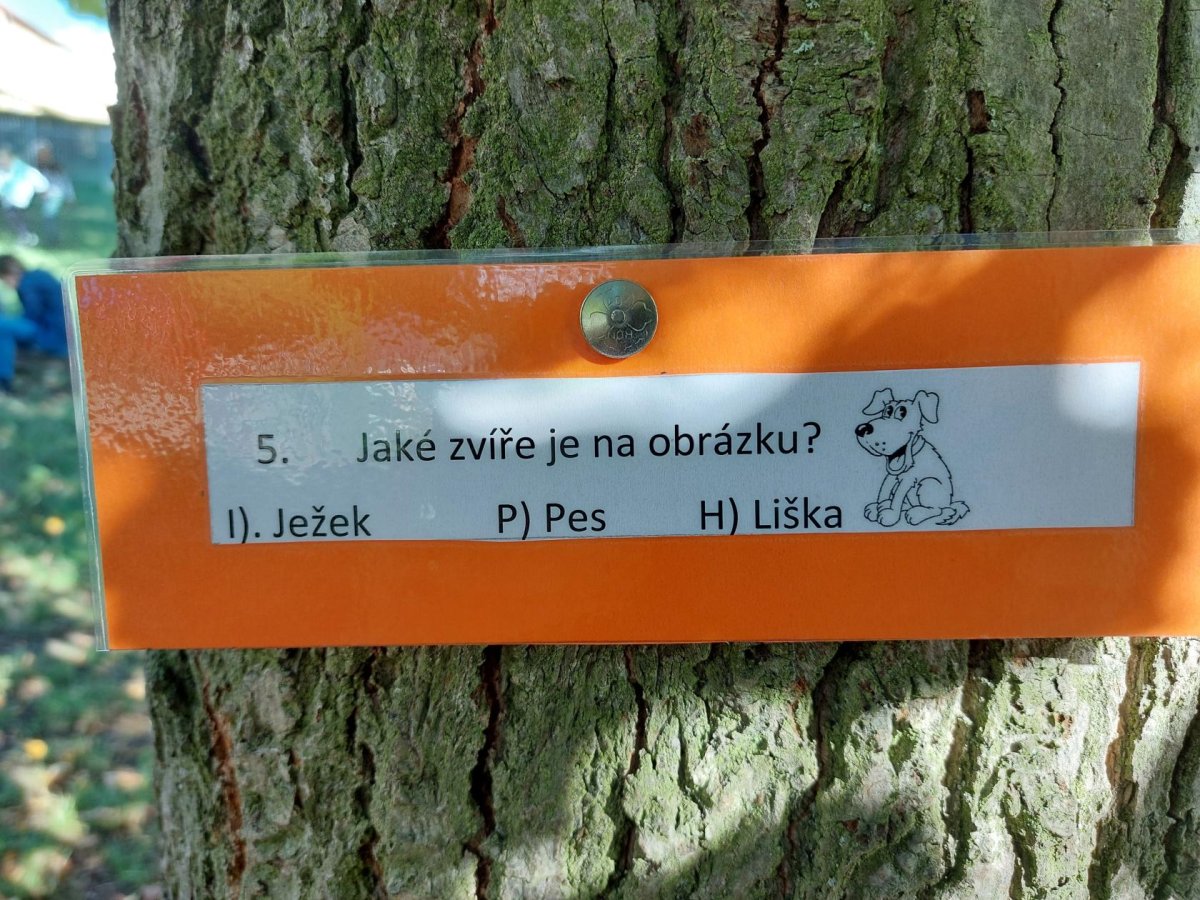 5. Jaké zvíře je na obrázku?
I). Ježek P) Pes H) Liška